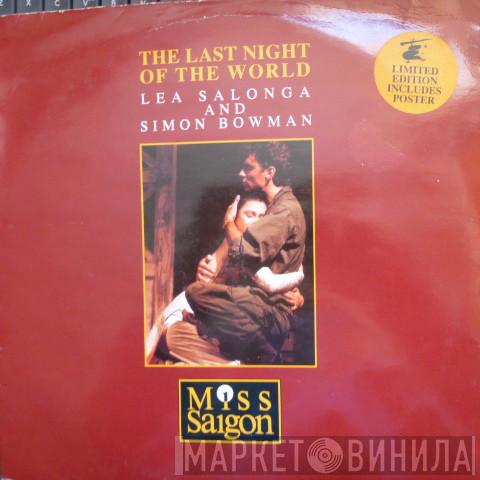 z x c v b n m
THE LAST NIGHT
OF THE WORLD
LEA SALONGA
AND
SIMON BOWMAN
LIMITED
EDITION
INCLUDES
POSTER
MISS
Saigon
МАРКЕТ ВИНИЛА